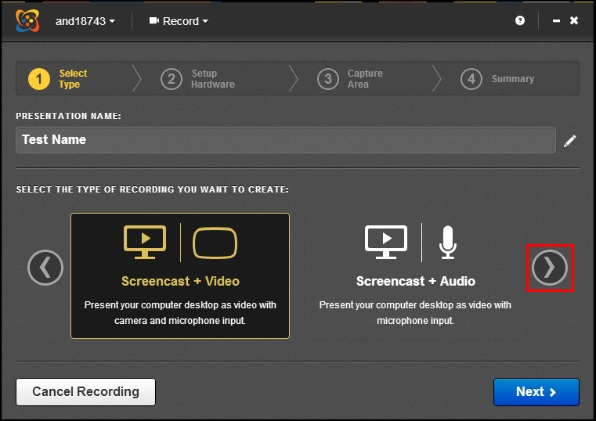 and18743 Record ?
1 Select Type 2 Setup Hardware 3 Capture Area 4 Summary
PRESENTATION NAME:
Test Name
SELECT THE TYPE OF RECORDING YOU WANT TO CREATE:
Screencast + Video
Present your computer desktop as video with
camera and microphone input.
Screencast + Audio
Present your computer desktop as video with
microphone input.
Cancel Recording
Next